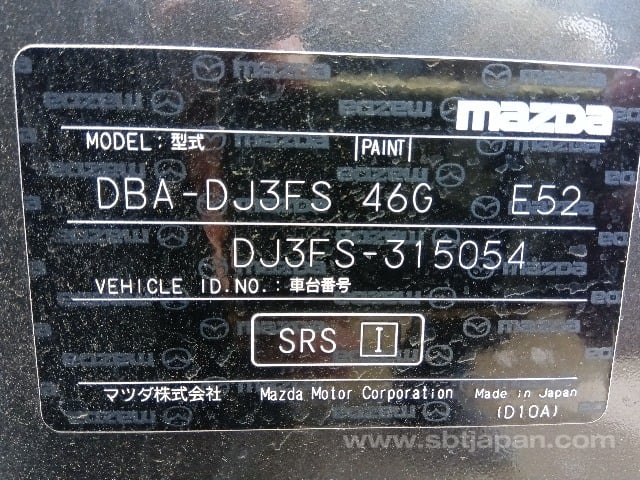 mazda
MODEL : 型式 PAINT
DBA-DJ3FS 46G E52
DJ3FS-315054
VEHICLE ID.NO. : 車台番号
SRS I
マツダ株式会社 Mazda Motor Corporation Made in Japan
(D10A)
www.sbtjapan.com